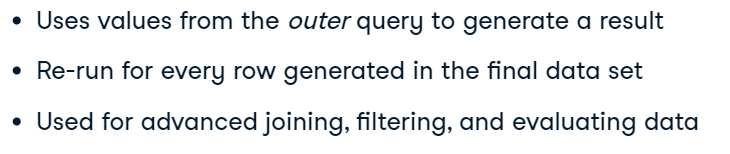 • Uses values from the outer query to generate a result
• Re-run for every row generated in the final data set
• Used for advanced joining, filtering, and evaluating data